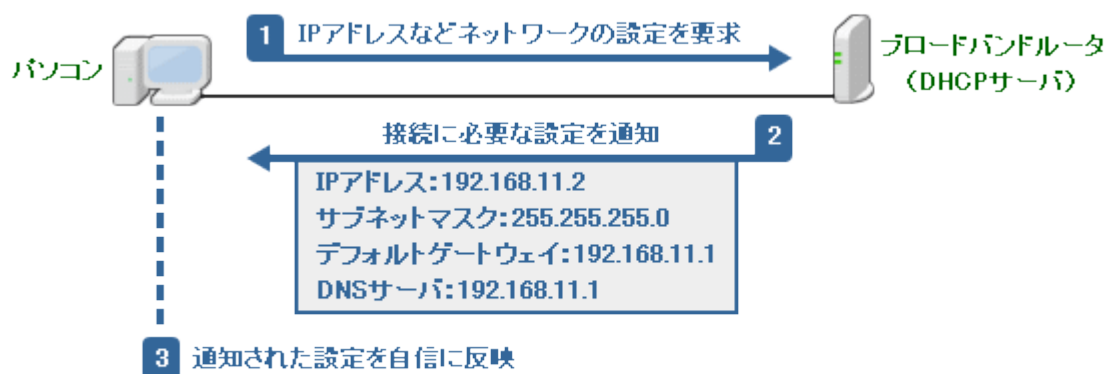 1 IPアドレスなどネットワークの設定を要求
パソコン
ブロードバンドルータ
（DHCPサーバ）
接続に必要な設定を通知 2
IPアドレス：192.168.11.2
サブネットマスク：255.255.255.0
デフォルトゲートウェイ：192.168.11.1
DNSサーバ：192.168.11.1
3 通知された設定を自信に反映